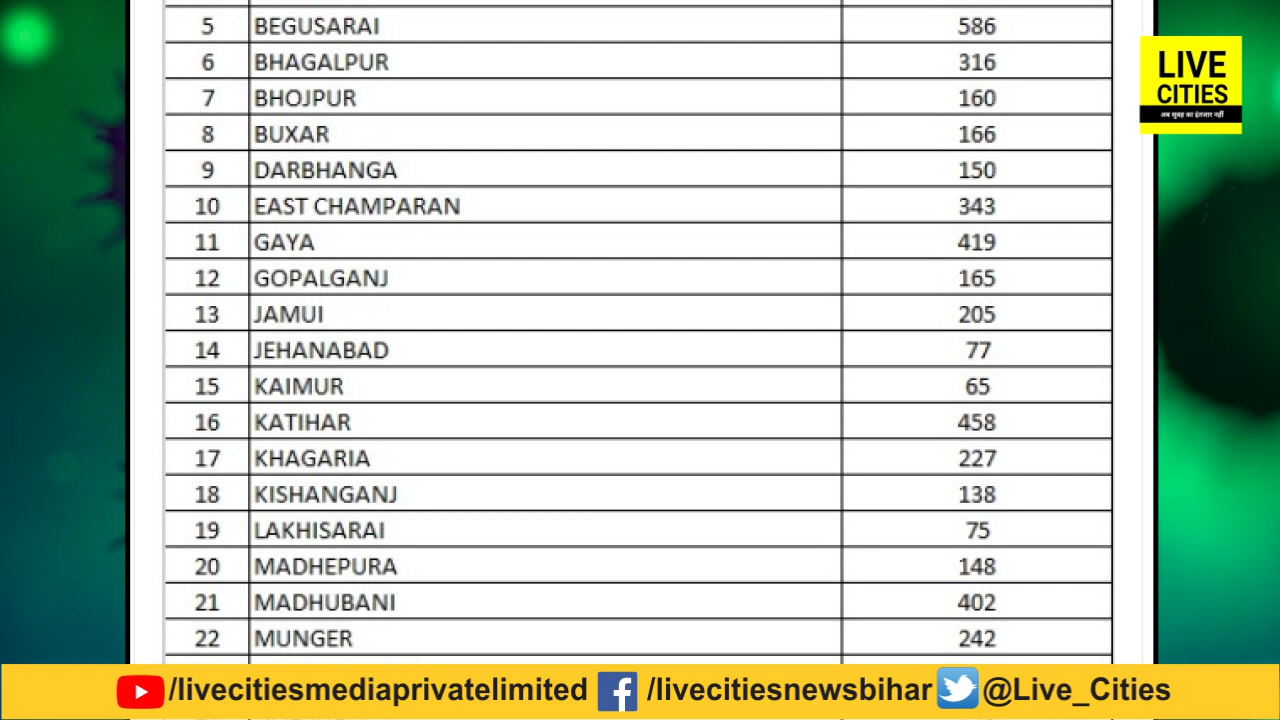 5 BEGUSARAI 586
6 BHAGALPUR 316
7 BHOJPUR 160
8 BUXAR 166
9 DARBHANGA 150
10 EAST CHAMPARAN 343
11 GAYA 419
12 GOPALGANJ 165
13 JAMUI 205
14 JEHANABAD 77
15 KAIMUR 65
16 KATIHAR 458
17 KHAGARIA 227
18 KISHANGANJ 138
19 LAKHISARAI 75
20 MADHEPURA 148
21 MADHUBANI 402
22 MUNGER 242
LIVE
CITIES
अब सुबह का इंतजार नहीं
/livecitiesmediaprivatelimited /livecitiesnewsbihar @Live_Cities